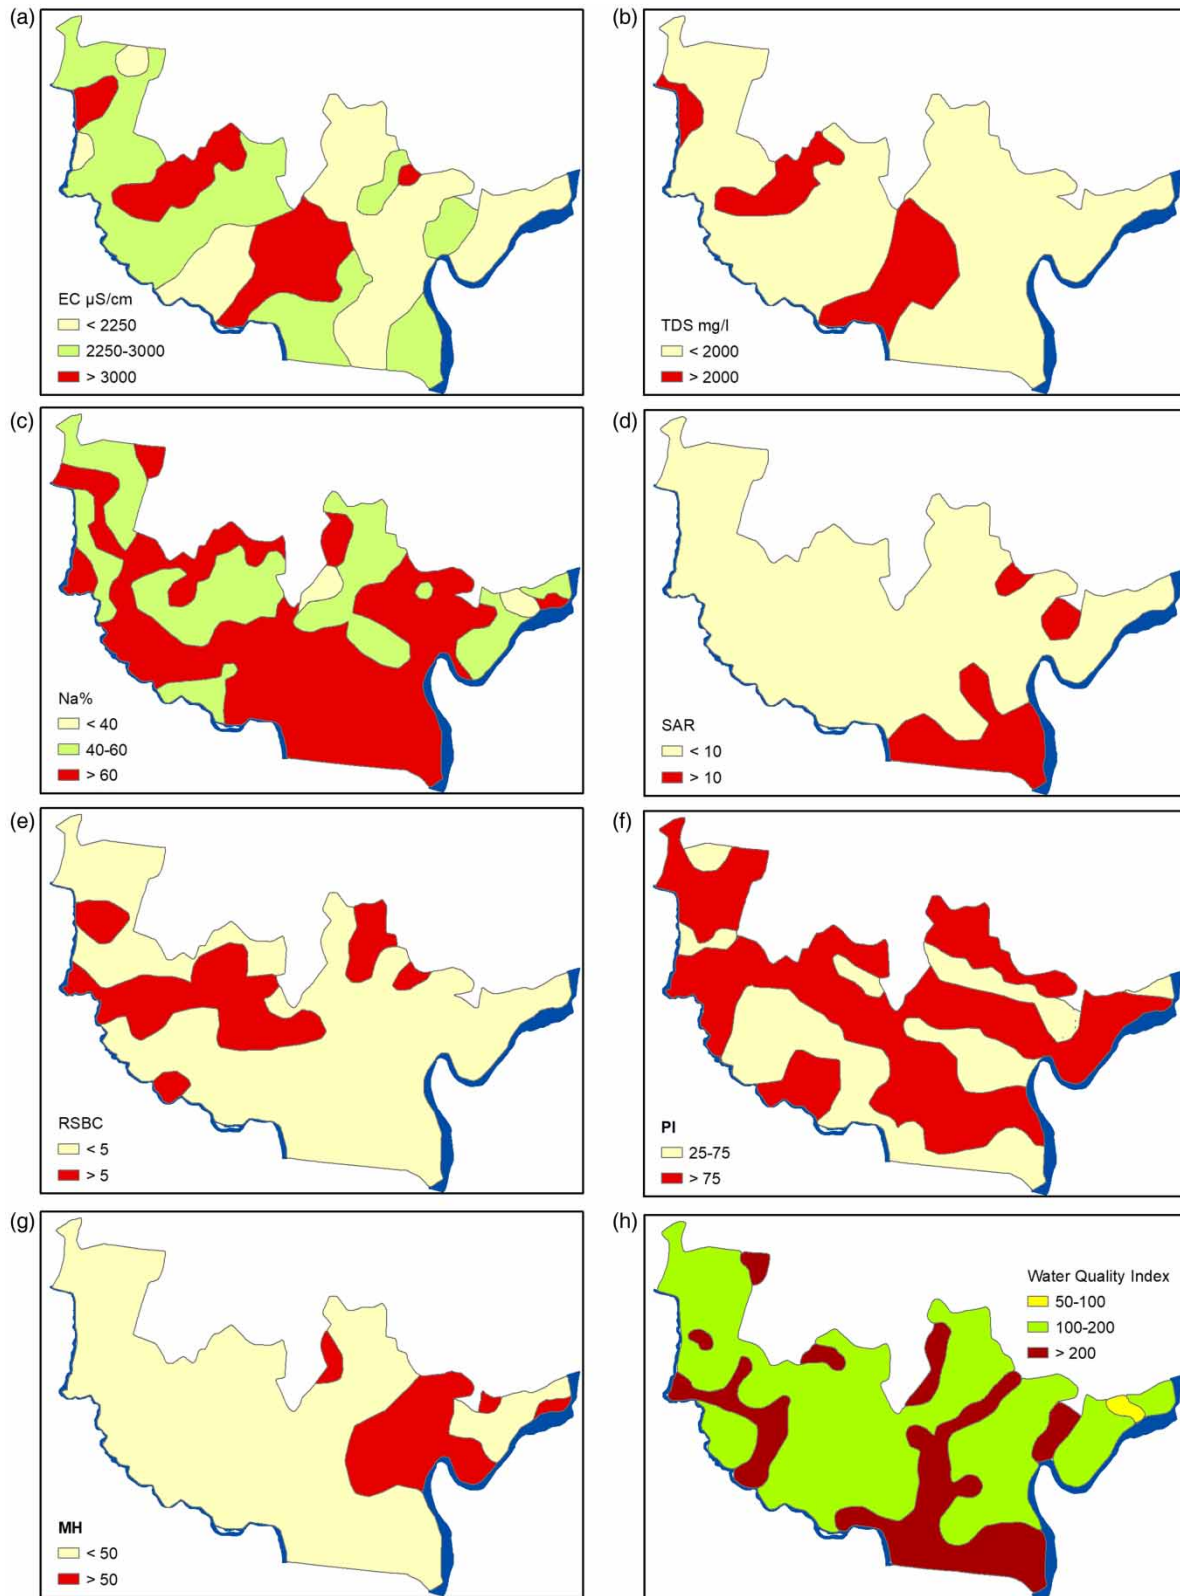 (a)
EC µS/cm
< 2250
2250-3000
> 3000
(b)
TDS mg/l
< 2000
> 2000
(c)
Na%
< 40
40-60
> 60
(d)
SAR
< 10
> 10
(e)
RSBC
< 5
> 5
(f)
PI
25-75
> 75
(g)
MH
< 50
> 50
(h)
Water Quality Index
50-100
100-200
> 200